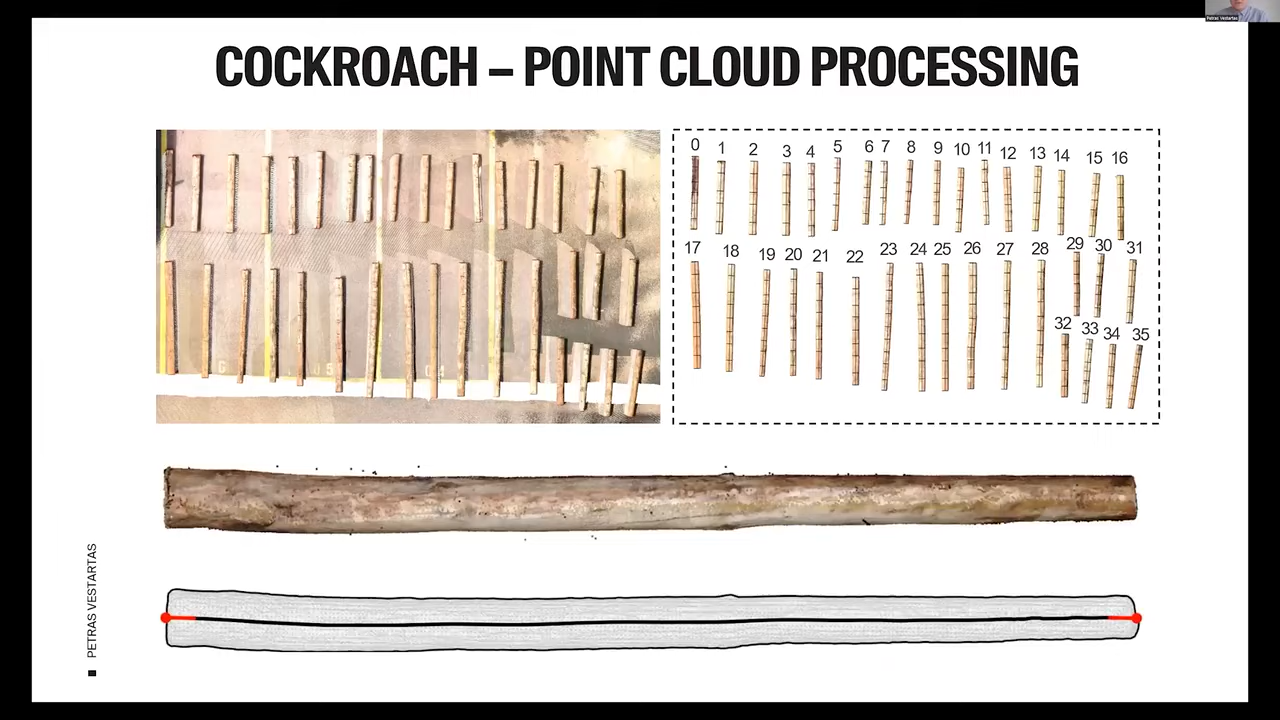 Petras Vestartas
COCKROACH – POINT CLOUD PROCESSING
0 1 2 3 4 5 6 7 8 9 10 11 12 13 14 15 16
17 18 19 20 21 22 23 24 25 26 27 28 29 30 31
32 33 34 35
PETRAS VESTARTAS